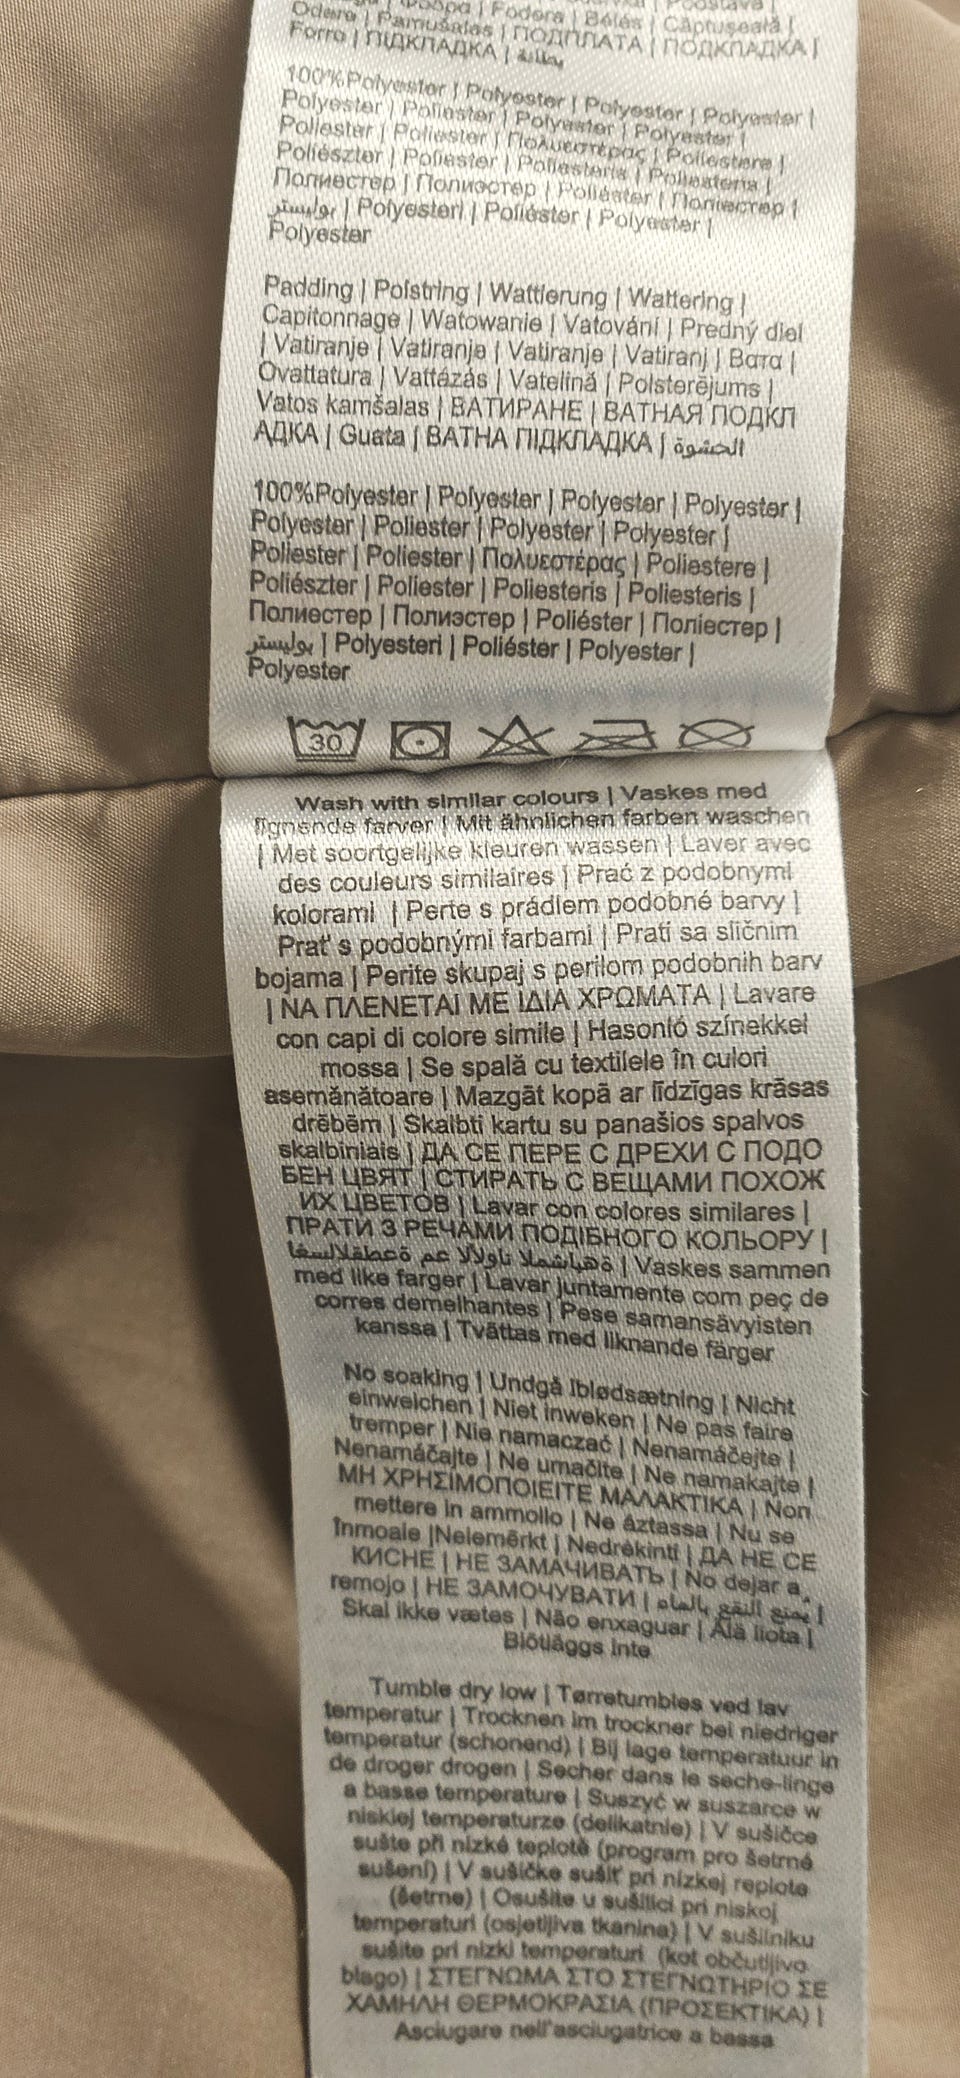 Podstava |
Фодра | Fodera | Bélés | Căptuşeală |
Odere | Pamušalas | ПОДПЛАТА | ПОДКЛАДКА |
Forro | ПІДКЛАДКА | بطانة
100%Polyester | Polyester | Polyester | Polyester |
Polyester | Poliester | Polyester | Polyester |
Poliester | Poliester | Πολυεστέρας | Poliestere |
Poliészter | Poliester | Poliesteris | Poliesteris |
Полиестер | Полиэстер | Poliéster | Поліестер |
بوليستر | Polyesteri | Poliéster | Polyester |
Polyester
Padding | Polstring | Wattierung | Wattering |
Capitonnage | Watowanie | Vatování | Predný diel
| Vatiranje | Vatiranje | Vatiranje | Vatiranj | Βατα |
Ovattatura | Vattázás | Vatelină | Polsterējums |
Vatos kamšalas | ВАТИРАНЕ | ВАТНАЯ ПОДКЛ
АДКА | Guata | ВАТНА ПІДКЛАДКА | الحشوة
100%Polyester | Polyester | Polyester | Polyester |
Polyester | Poliester | Polyester | Polyester |
Poliester | Poliester | Πολυεστέρας | Poliestere |
Poliészter | Poliester | Poliesteris | Poliesteris |
Полиестер | Полиэстер | Poliéster | Поліестер |
بوليستر | Polyesteri | Poliéster | Polyester |
Polyester
30
Wash with similar colours | Vaskes med
lignende farver | Mit ähnlichen farben waschen
| Met soortgelijke kleuren wassen | Laver avec
des couleurs similaires | Prać z podobnymi
kolorami | Perte s prádlem podobné barvy |
Prať s podobnými farbami | Prati sa sličnim
bojama | Perite skupaj s perilom podobnih barv
| ΝΑ ΠΛΕΝΕΤΑΙ ΜΕ ΙΔΙΑ ΧΡΩΜΑΤΑ | Lavare
con capi di colore simile | Hasonló színekkel
mossa | Se spală cu textilele în culori
asemănătoare | Mazgāt kopā ar līdzīgas krāsas
drēbēm | Skalbti kartu su panašios spalvos
skalbiniais | ДА СЕ ПЕРЕ С ДРЕХИ С ПОДО
БЕН ЦВЯТ | СТИРАТЬ С ВЕЩАМИ ПОХОЖ
ИХ ЦВЕТОВ | Lavar con colores similares |
ПРАТИ З РЕЧАМИ ПОДІБНОГО КОЛЬОРУ |
| Vaskes sammen
med like farger | Lavar juntamente com peç de
corres demelhantes | Pese samansävyisten
kanssa | Tvättas med liknande färger
No soaking | Undgå Iblødsætning | Nicht
einweichen | Niet inweken | Ne pas faire
tremper | Nie namaczać | Nenamáčejte |
Nenamáčajte | Ne umačite | Ne namakajte |
ΜΗ ΧΡΗΣΙΜΟΠΟΙΕΙΤΕ ΜΑΛΑΚΤΙΚΑ | Non
mettere in ammollo | Ne áztassa | Nu se
înmoaie |Nelemērkt | Nedrėkinti | ДА НЕ СЕ
КИСНЕ | НЕ ЗАМАЧИВАТЬ | No dejar a
remojo | НЕ ЗАМОЧУВАТИ | يمنع النقع بالماء |
Skal ikke vætes | Não enxaguar | Älä liota |
Blötläggs Inte
Tumble dry low | Tørretumbles ved lav
temperatur | Trocknen im trockner bei niedriger
temperatur (schonend) | Bij lage temperatuur in
de droger drogen | Secher dans le seche-linge
a basse temperature | Suszyć w suszarce w
niskiej temperaturze (delikatnie) | V sušičce
sušte při nízké teplotě (program pro šetrné
sušení) | V sušičke sušiť pri nízkej replote
(šetrne) | Osušite u sušilici pri niskoj
temperaturi (osjetljiva tkanina) | V sušilniku
sušite pri nizki temperaturi (kot občutljivo
blago) | ΣΤΕΓΝΩΜΑ ΣΤΟ ΣΤΕΓΝΩΤΗΡΙΟ ΣΕ
ΧΑΜΗΛΗ ΘΕΡΜΟΚΡΑΣΙΑ (ΠΡΟΣΕΚΤΙΚΑ) |
Asciugare nell'asciugatrice a bassa